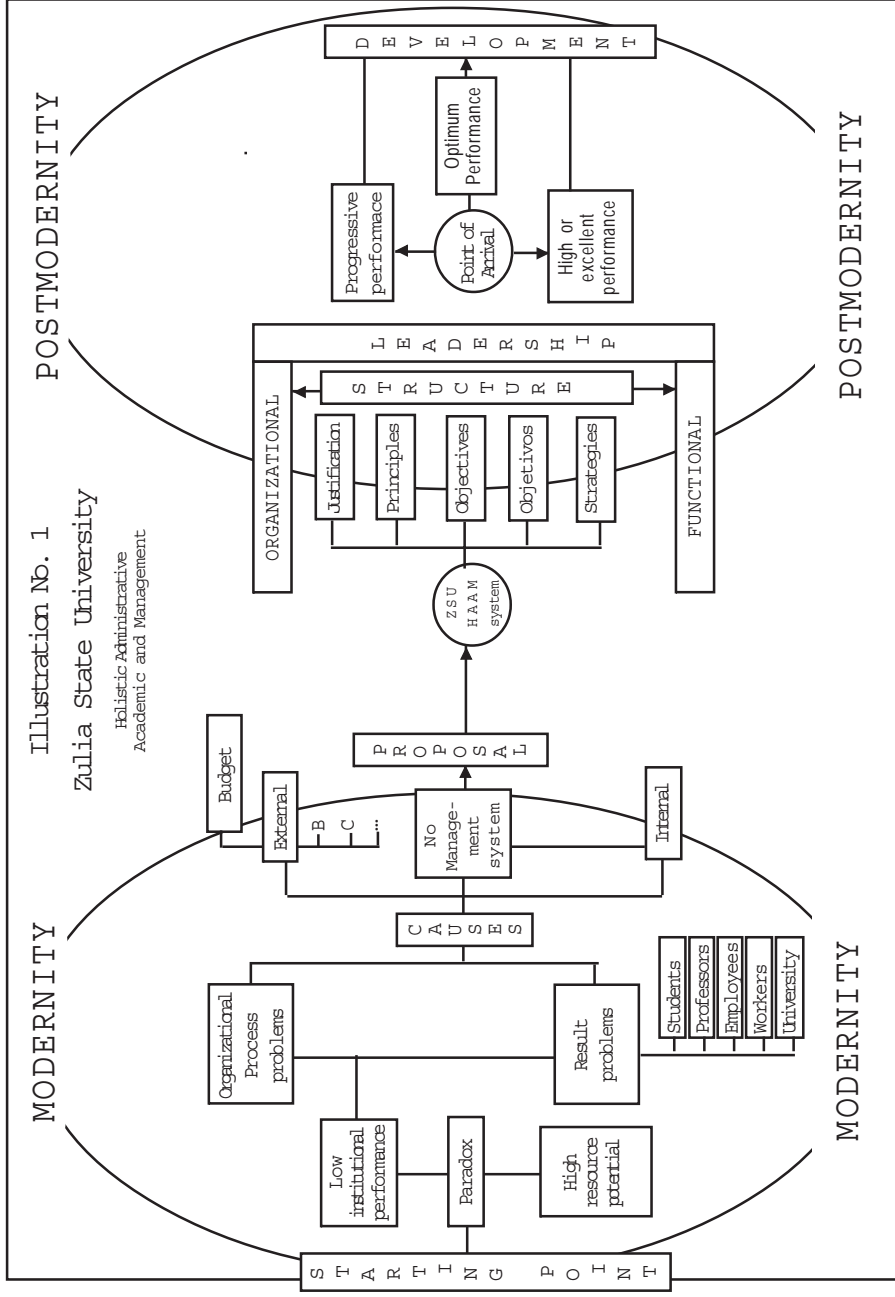 Illustration No. 1
Zulia State University
Holistic Administrative
Academic and Management
MODERNITY
POSTMODERNITY
STARTING POINT
Low
institutional
performance
Paradox
High
resource
potential
Organizational
Process
problems
Result
problems
Students
Professors
Employees
Workers
University
CAUSES
Budget
External
B
C
...
No
Manage-
ment
system
Internal
PROPOSAL
ZSU
HAAM
system
Justification
Principles
Objectives
Objetivos
Strategies
ORGANIZATIONAL
STRUCTURE
FUNCTIONAL
LEADERSHIP
Progressive
performace
Point of
Arrival
Optimum
Performance
High or
excellent
performance
DEVELOPMENT
MODERNITY
POSTMODERNITY